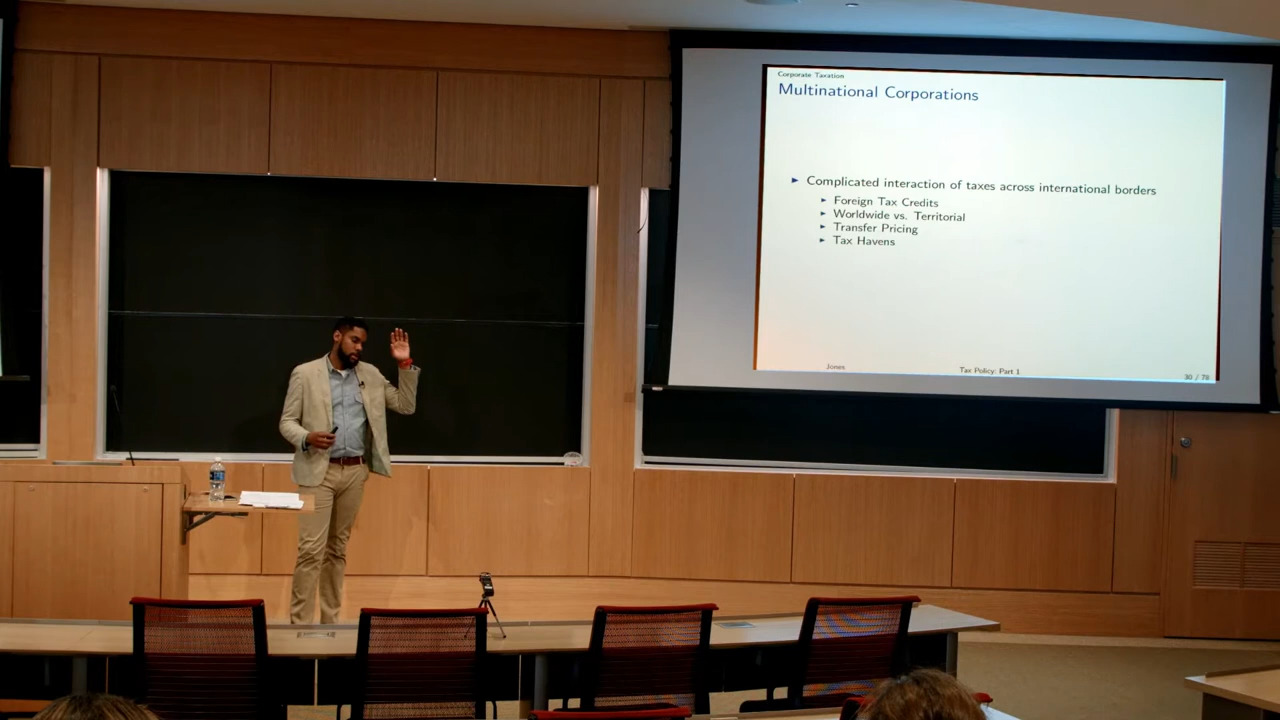 Corporate Taxation
Multinational Corporations
Complicated interaction of taxes across international borders
Foreign Tax Credits
Worldwide vs. Territorial
Transfer Pricing
Tax Havens
Jones
Tax Policy: Part 1
30 / 78